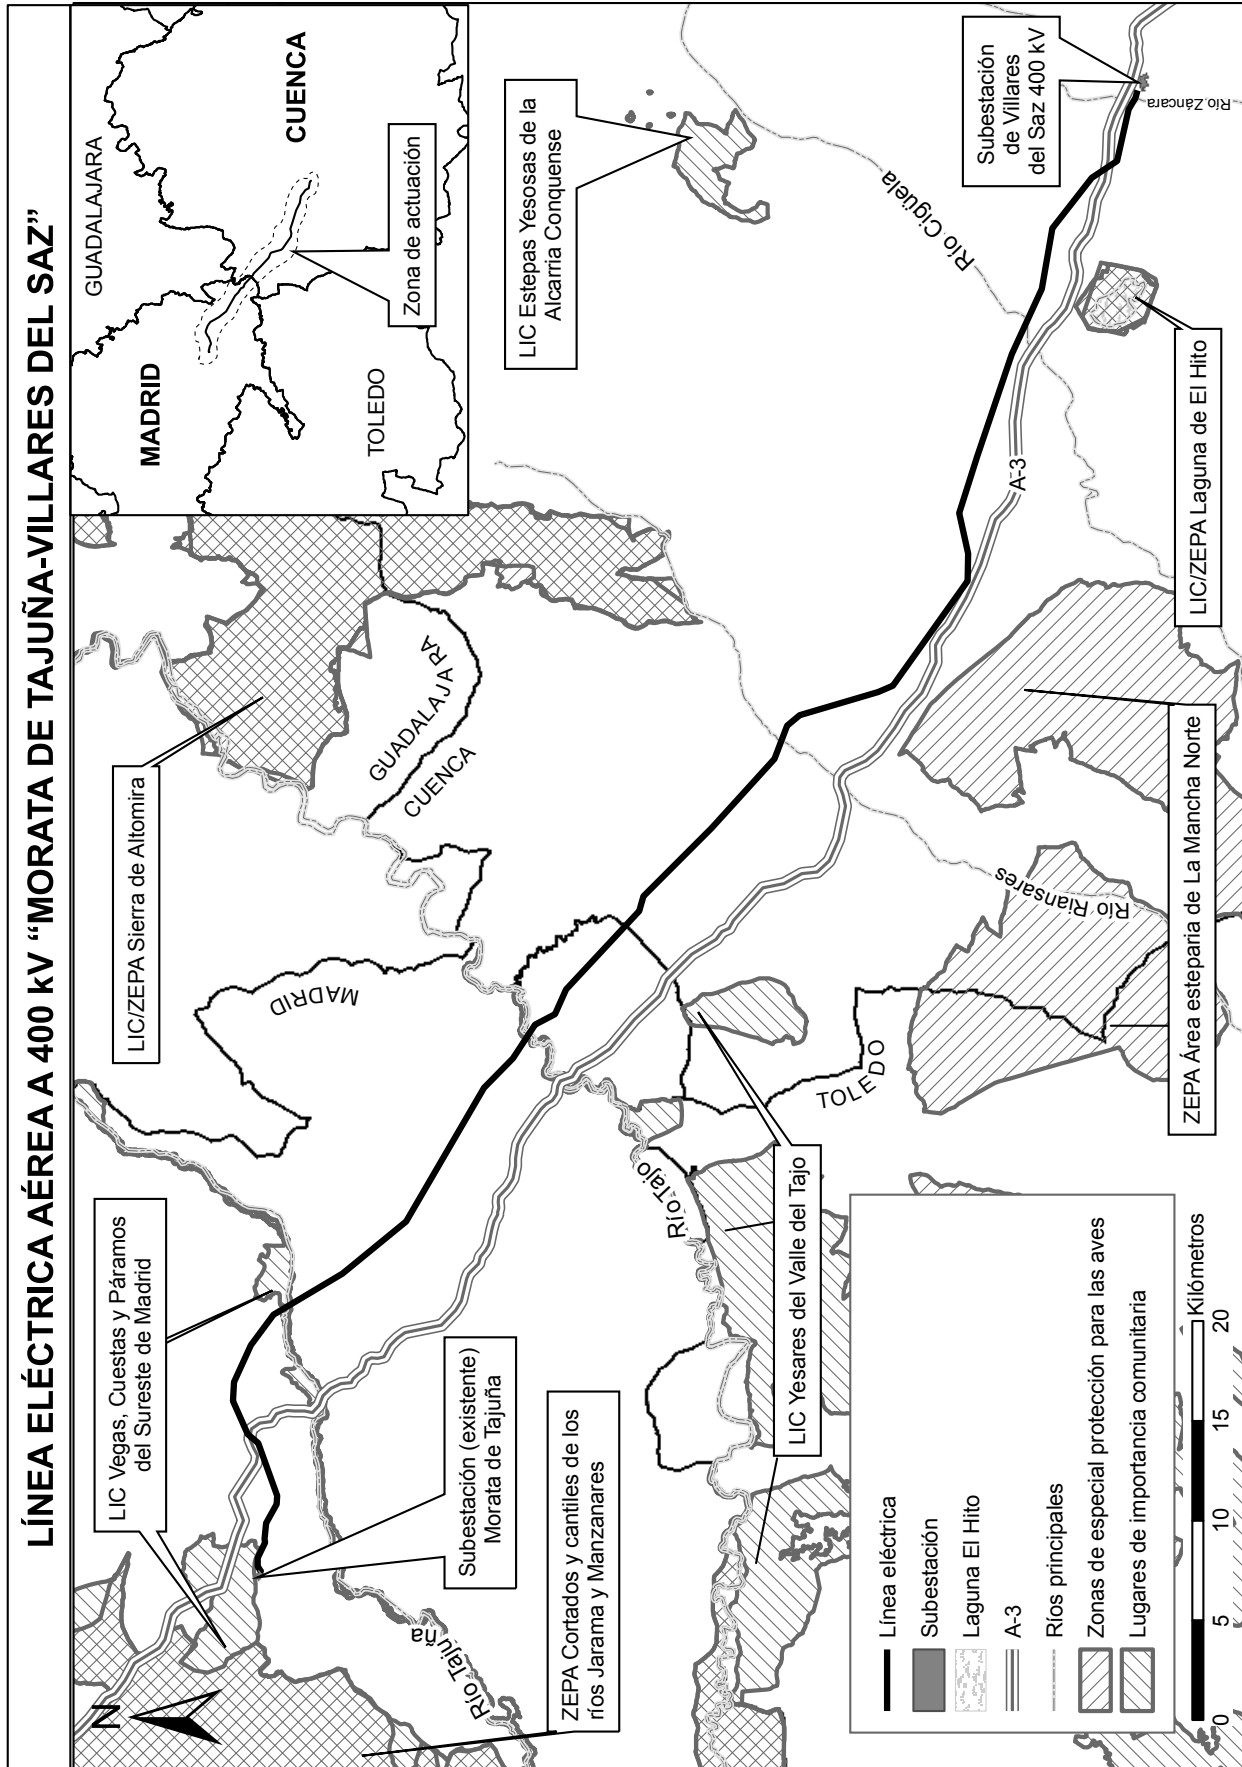 LÍNEA ELÉCTRICA AÉREA A 400 kV “MORATA DE TAJUÑA-VILLARES DEL SAZ”
N
LIC Vegas, Cuestas y Páramos
del Sureste de Madrid
LIC/ZEPA Sierra de Altomira
MADRID
GUADALAJARA
CUENCA
TOLEDO
Zona de actuación
MADRID
GUADALAJARA
CUENCA
LIC Estepas Yesosas de la
Alcarria Conquense
Subestación (existente)
Morata de Tajuña
Río Tajuña
ZEPA Cortados y cantiles de los
ríos Jarama y Manzanares
Río Tajo
LIC Yesares del Valle del Tajo
TOLEDO
Río Cigüela
A-3
Río Riansares
Subestación
de Villares
del Saz 400 kV
Río Záncara
LIC/ZEPA Laguna de El Hito
ZEPA Área esteparia de La Mancha Norte
Línea eléctrica
Subestación
Laguna El Hito
A-3
Ríos principales
Zonas de especial protección para las aves
Lugares de importancia comunitaria
Kilómetros
0 5 10 15 20